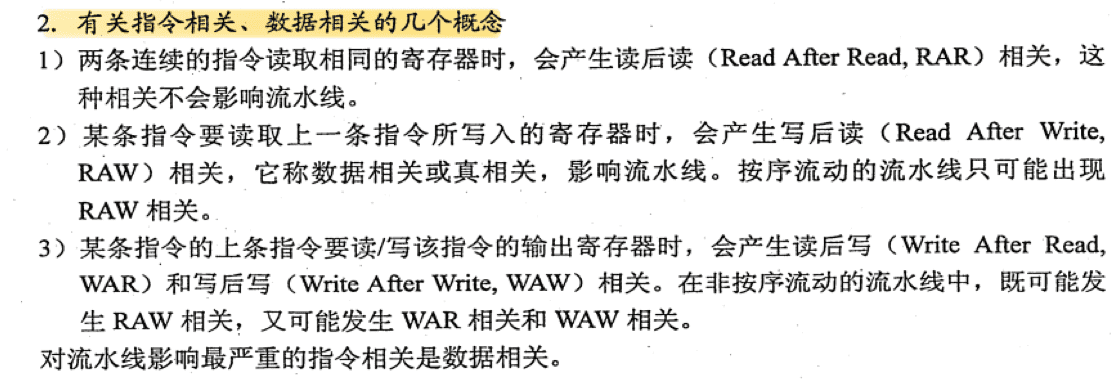 2. 有关指令相关、数据相关的几个概念
1）两条连续的指令读取相同的寄存器时，会产生读后读（Read After Read, RAR）相关，这
种相关不会影响流水线。
2）某条指令要读取上一条指令所写入的寄存器时，会产生写后读（Read After Write,
RAW）相关，它称数据相关或真相关，影响流水线。按序流动的流水线只可能出现
RAW 相关。
3）某条指令的上条指令要读/写该指令的输出寄存器时，会产生读后写（Write After Read,
WAR）和写后写（Write After Write, WAW）相关。在非按序流动的流水线中，既可能发
生 RAW 相关，又可能发生 WAR 相关和 WAW 相关。
对流水线影响最严重的指令相关是数据相关。